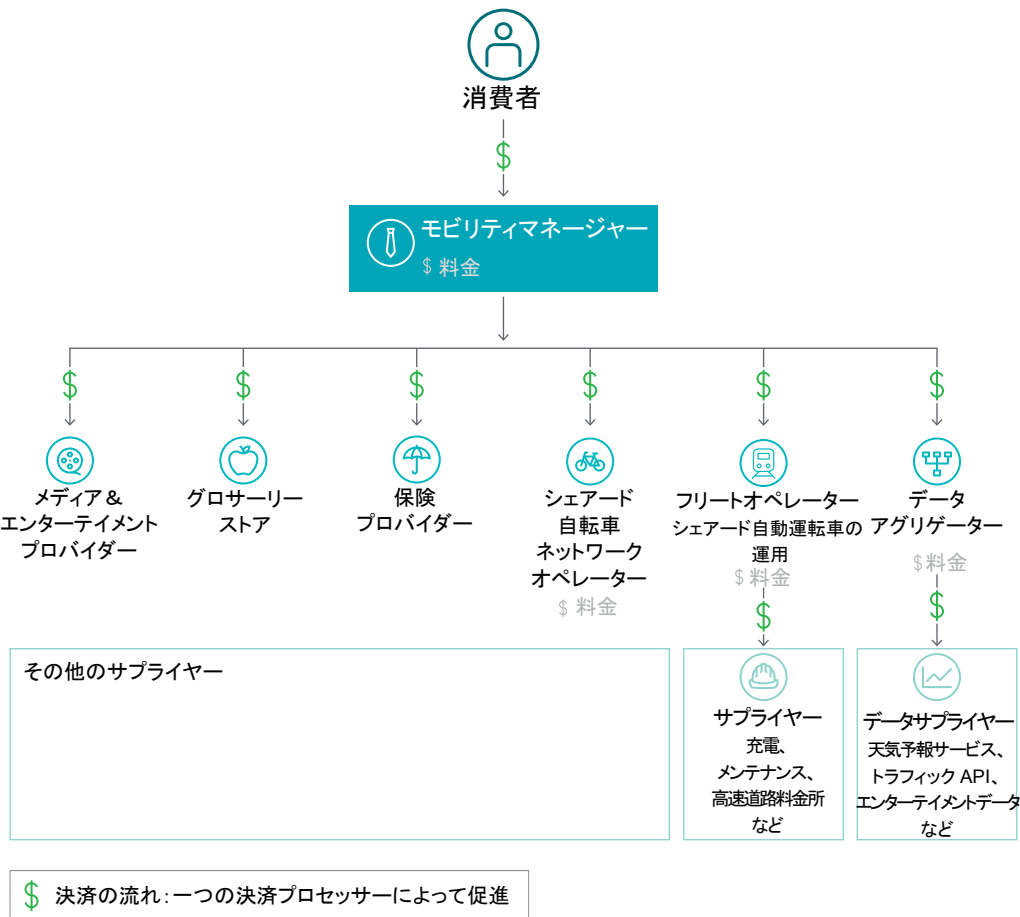 消費者
$
モビリティマネージャー
$ 料金
$ $ $ $ $ $
メディア＆
エンターテイメント
プロバイダー
グロサーリー
ストア
保険
プロバイダー
シェアード
自転車
ネットワーク
オペレーター
$ 料金
フリートオペレーター
シェアード自動運転車の
運用
$ 料金
$
データ
アグリゲーター
$ 料金
$
その他のサプライヤー
サプライヤー
充電、
メンテナンス、
高速道路料金所
など
データサプライヤー
天気予報サービス、
トラフィック API、
エンターテイメントデータ
など
$ 決済の流れ：一つの決済プロセッサーによって促進